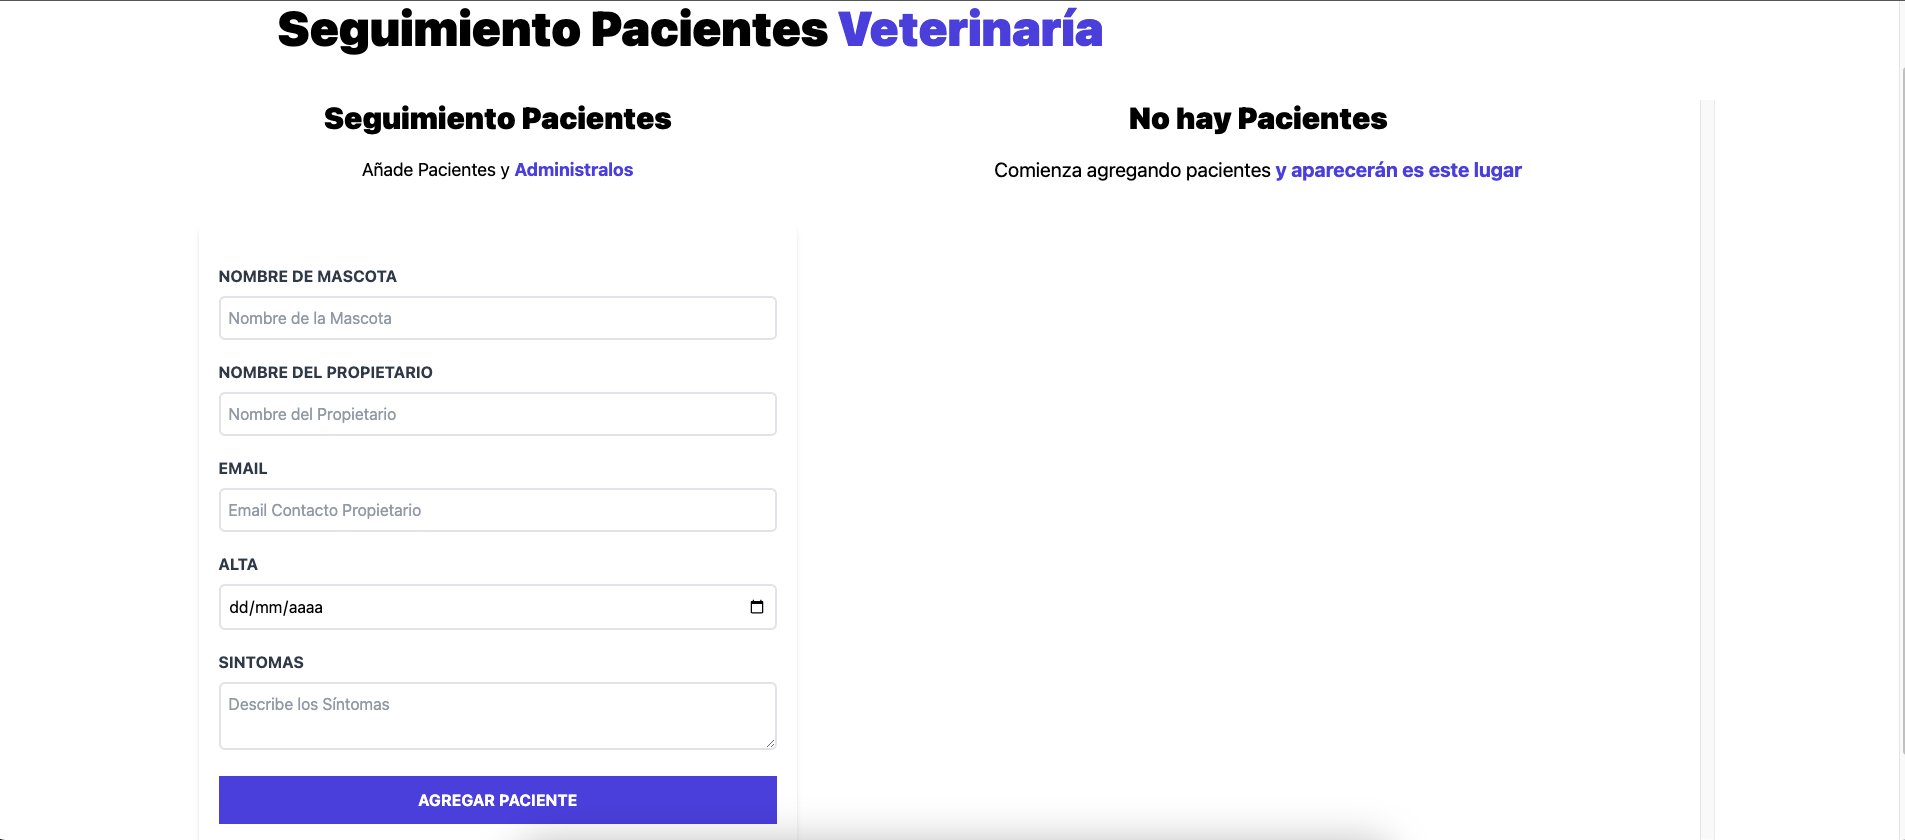 Seguimiento Pacientes Veterinaría
Seguimiento Pacientes
Añade Pacientes y Administralos
NOMBRE DE MASCOTA
Nombre de la Mascota
NOMBRE DEL PROPIETARIO
Nombre del Propietario
EMAIL
Email Contacto Propietario
ALTA
dd/mm/aaaa
SINTOMAS
Describe los Síntomas
AGREGAR PACIENTE
No hay Pacientes
Comienza agregando pacientes y aparecerán es este lugar